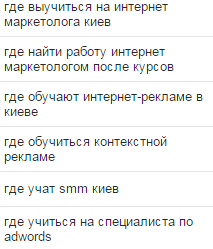 где выучиться на интернет
маркетолога киев
где найти работу интернет
маркетологом после курсов
где обучают интернет-рекламе в
киеве
где обучиться контекстной
рекламе
где учат smm киев
где учиться на специалиста по
adwords